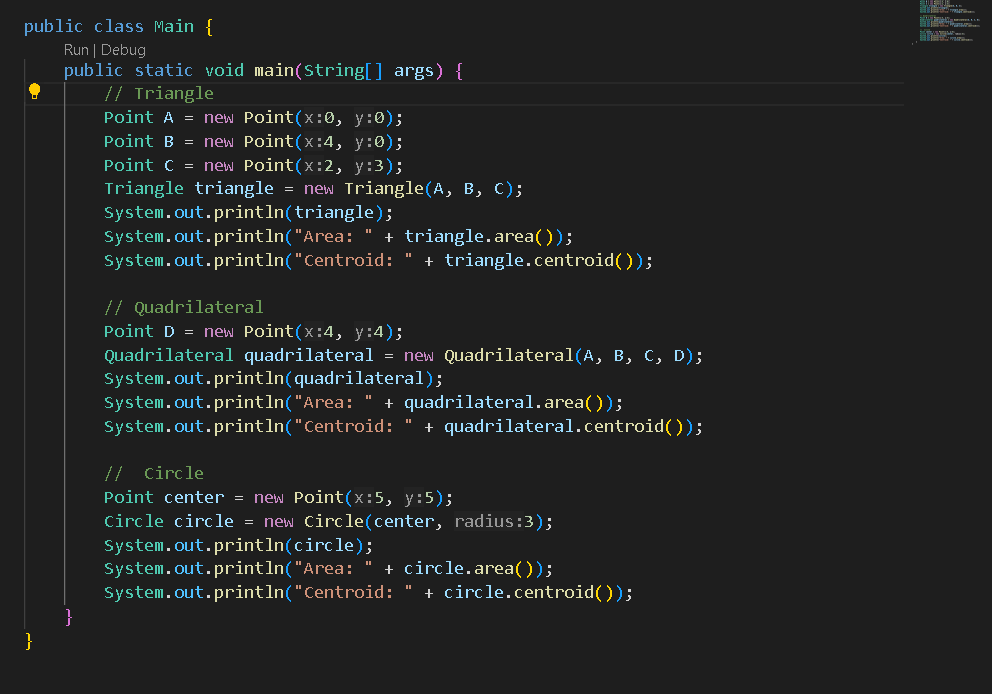 public class Main {
Run | Debug
public static void main(String[] args) {
// Triangle
Point A = new Point(x:0, y:0);
Point B = new Point(x:4, y:0);
Point C = new Point(x:2, y:3);
Triangle triangle = new Triangle(A, B, C);
System.out.println(triangle);
System.out.println("Area: " + triangle.area());
System.out.println("Centroid: " + triangle.centroid());
// Quadrilateral
Point D = new Point(x:4, y:4);
Quadrilateral quadrilateral = new Quadrilateral(A, B, C, D);
System.out.println(quadrilateral);
System.out.println("Area: " + quadrilateral.area());
System.out.println("Centroid: " + quadrilateral.centroid());
//  Circle
Point center = new Point(x:5, y:5);
Circle circle = new Circle(center, radius:3);
System.out.println(circle);
System.out.println("Area: " + circle.area());
System.out.println("Centroid: " + circle.centroid());
}
}